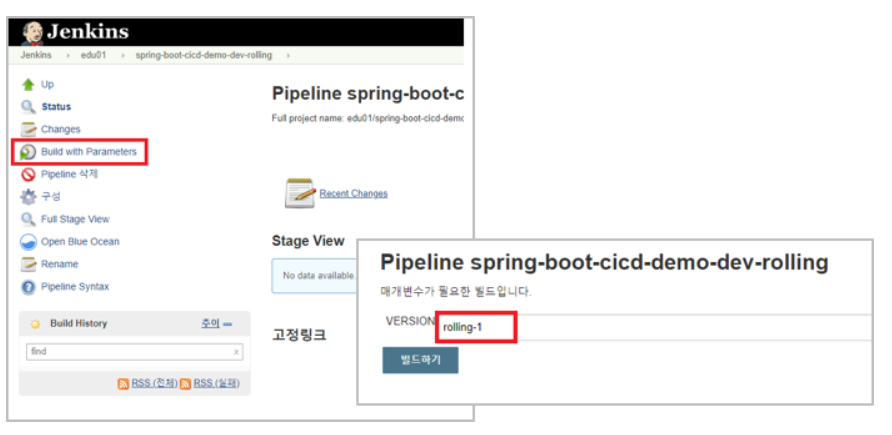 Jenkins
Jenkins › edu01 › spring-boot-cicd-demo-dev-rolling ›
Up
Status
Changes
Build with Parameters
Pipeline 삭제
구성
Full Stage View
Open Blue Ocean
Rename
Pipeline Syntax
Build History 추이
find x
RSS (전체) RSS (실패)
Pipeline spring-boot-c
Full project name: edu01/spring-boot-cicd-demo
Recent Changes
Stage View
No data available.
고정링크
Pipeline spring-boot-cicd-demo-dev-rolling
매개변수가 필요한 빌드입니다.
VERSION rolling-1
빌드하기